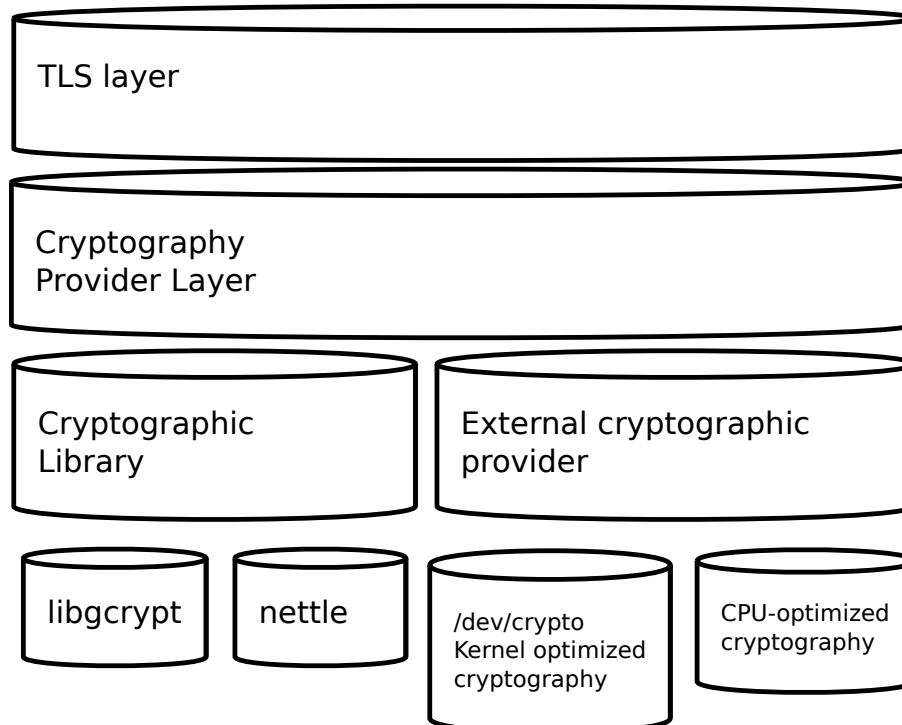 TLS layer
Cryptography
Provider Layer
Cryptographic
Library
External cryptographic
provider
libgcrypt
nettle
/dev/crypto
Kernel optimized
cryptography
CPU-optimized
cryptography